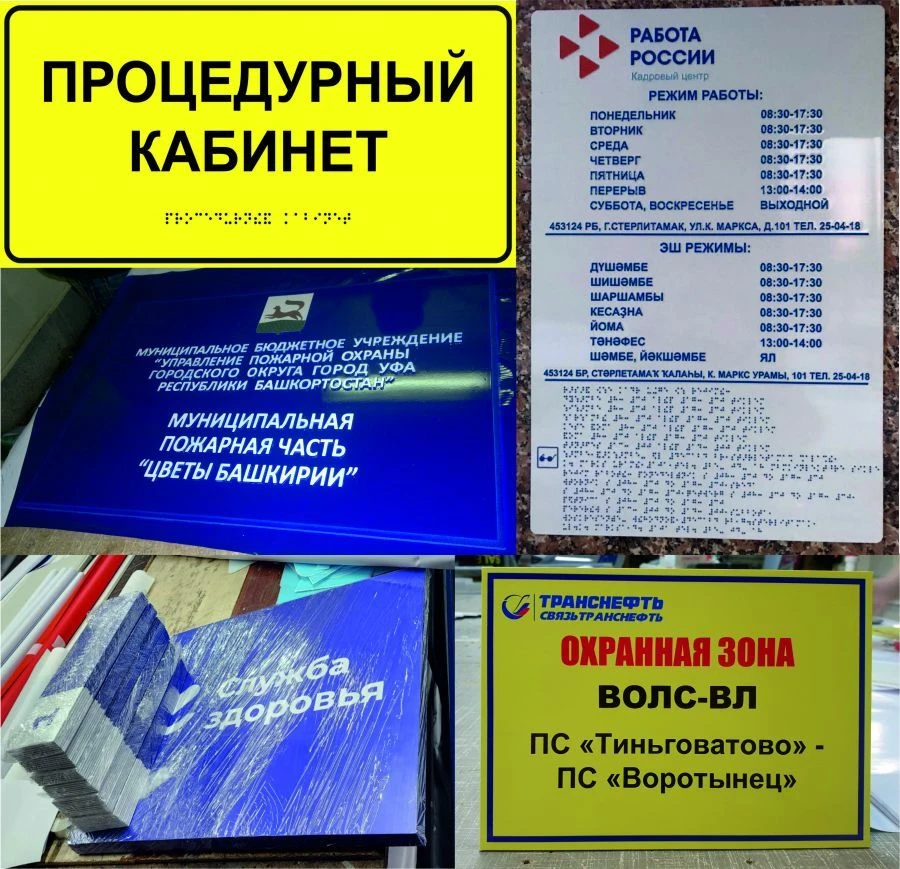 ПРОЦЕДУРНЫЙ
КАБИНЕТ
РАБОТА
РОССИИ
Кадровый центр
РЕЖИМ РАБОТЫ:
ПОНЕДЕЛЬНИК 08:30-17:30
ВТОРНИК 08:30-17:30
СРЕДА 08:30-17:30
ЧЕТВЕРГ 08:30-17:30
ПЯТНИЦА 08:30-17:30
ПЕРЕРЫВ 13:00-14:00
СУББОТА, ВОСКРЕСЕНЬЕ ВЫХОДНОЙ
453124 РБ, Г.СТЕРЛИТАМАК, УЛ.К. МАРКСА, Д.101 ТЕЛ. 25-04-18
ЭШ РЕЖИМЫ:
ДҮШӘМБЕ 08:30-17:30
ШИШӘМБЕ 08:30-17:30
ШАРШАМБЫ 08:30-17:30
КЕСАҘНА 08:30-17:30
ЙОМА 08:30-17:30
ТӘНӘФЕС 13:00-14:00
ШӘМБЕ, ЙӘКШӘМБЕ ЯЛ
453124 БР, СТӘРЛЕТАМАҠ ҠАЛАҺЫ, К. МАРКС УРАМЫ, 101 ТЕЛ. 25-04-18
МУНИЦИПАЛЬНОЕ БЮДЖЕТНОЕ УЧРЕЖДЕНИЕ
"УПРАВЛЕНИЕ ПОЖАРНОЙ ОХРАНЫ
ГОРОДСКОГО ОКРУГА ГОРОД УФА
РЕСПУБЛИКИ БАШКОРТОСТАН"
МУНИЦИПАЛЬНАЯ
ПОЖАРНАЯ ЧАСТЬ
"ЦВЕТЫ БАШКИРИИ"
Служба
здоровья
ТРАНСНЕФТЬ
СВЯЗЬТРАНСНЕФТЬ
ОХРАННАЯ ЗОНА
ВОЛС-ВЛ
ПС «Тиньговатово» -
ПС «Воротынец»